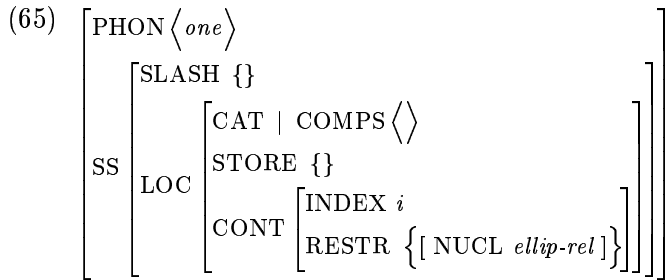 (65) PHON ⟨one⟩
SLASH {}
CAT | COMPS ⟨⟩
SS
STORE {}
LOC
INDEX i
CONT
RESTR {[ NUCL ellip-rel ]}